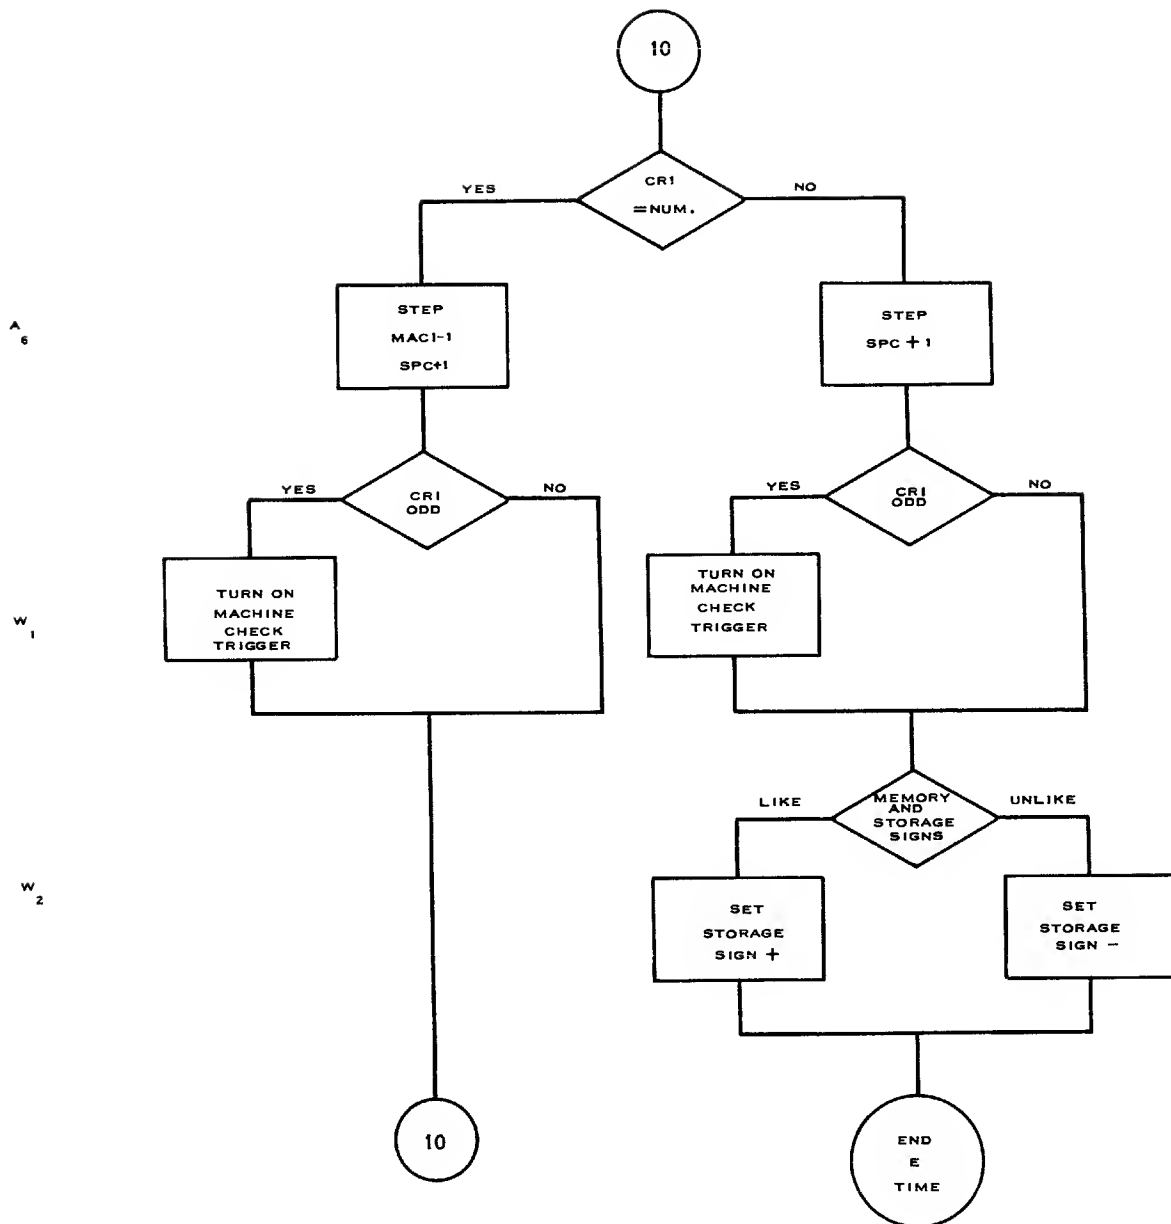 10
CR1
=NUM.
YES
NO
A
6
STEP
MAC1-1
SPC+1
STEP
SPC + 1
YES
CR1
ODD
NO
YES
CR1
ODD
NO
W
1
TURN ON
MACHINE
CHECK
TRIGGER
TURN ON
MACHINE
CHECK
TRIGGER
LIKE
MEMORY
AND
STORAGE
SIGNS
UNLIKE
W
2
SET
STORAGE
SIGN +
SET
STORAGE
SIGN -
10
END
E
TIME